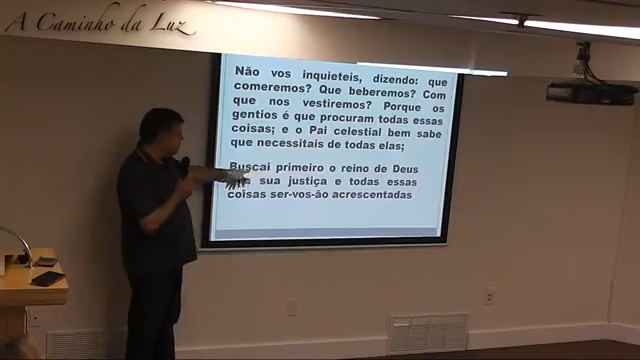 A Caminho da Luz
Não vos inquieteis, dizendo: que
comeremos? Que beberemos? Com
que nos vestiremos? Porque os
gentios é que procuram todas essas
coisas; e o Pai celestial bem sabe
que necessitais de todas elas;
Buscai primeiro o reino de Deus
sua justiça e todas essas
coisas ser-vos-ão acrescentadas